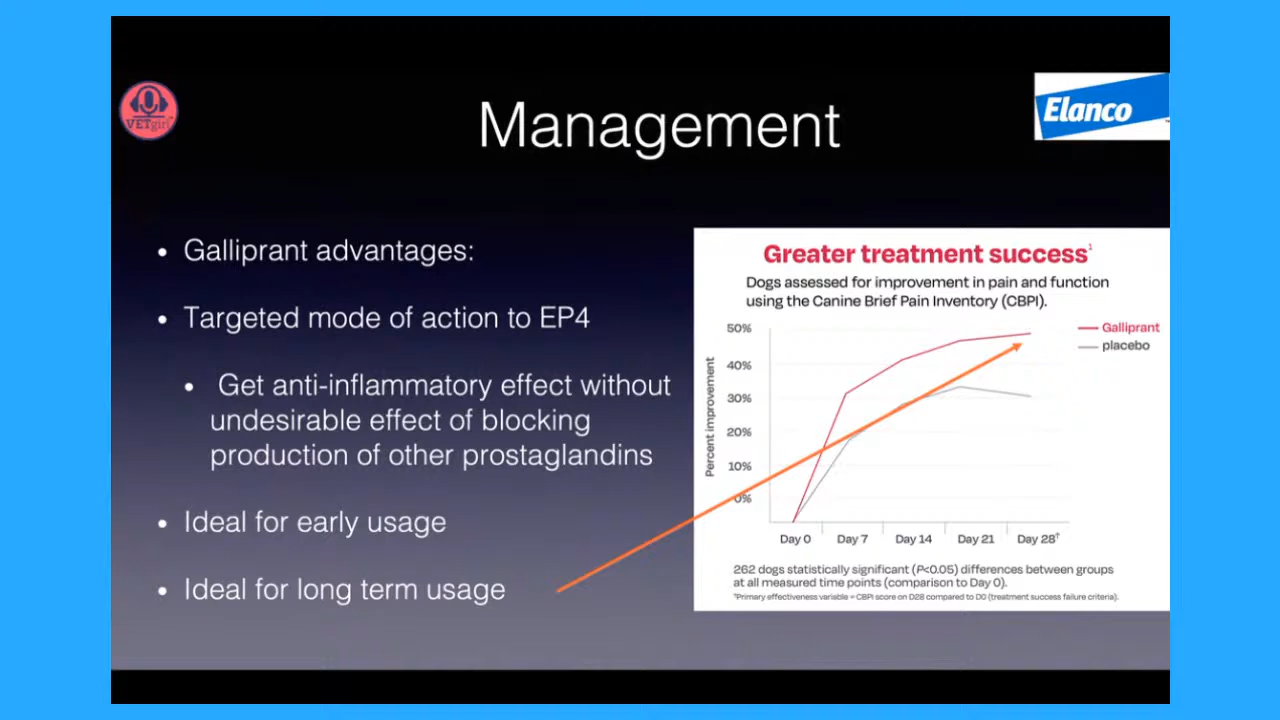 VETgirl
Elanco
Management
• Galliprant advantages:
• Targeted mode of action to EP4
• Get anti-inflammatory effect without
undesirable effect of blocking
production of other prostaglandins
• Ideal for early usage
• Ideal for long term usage
Greater treatment success¹
Dogs assessed for improvement in pain and function
using the Canine Brief Pain Inventory (CBPI).
Galliprant
placebo
Percent improvement
50%
40%
30%
20%
10%
0%
Day 0 Day 7 Day 14 Day 21 Day 28†
262 dogs statistically significant (P<0.05) differences between groups
at all measured time points (comparison to Day 0).
†Primary effectiveness variable = CBPI score on D28 compared to D0 (treatment success failure criteria).